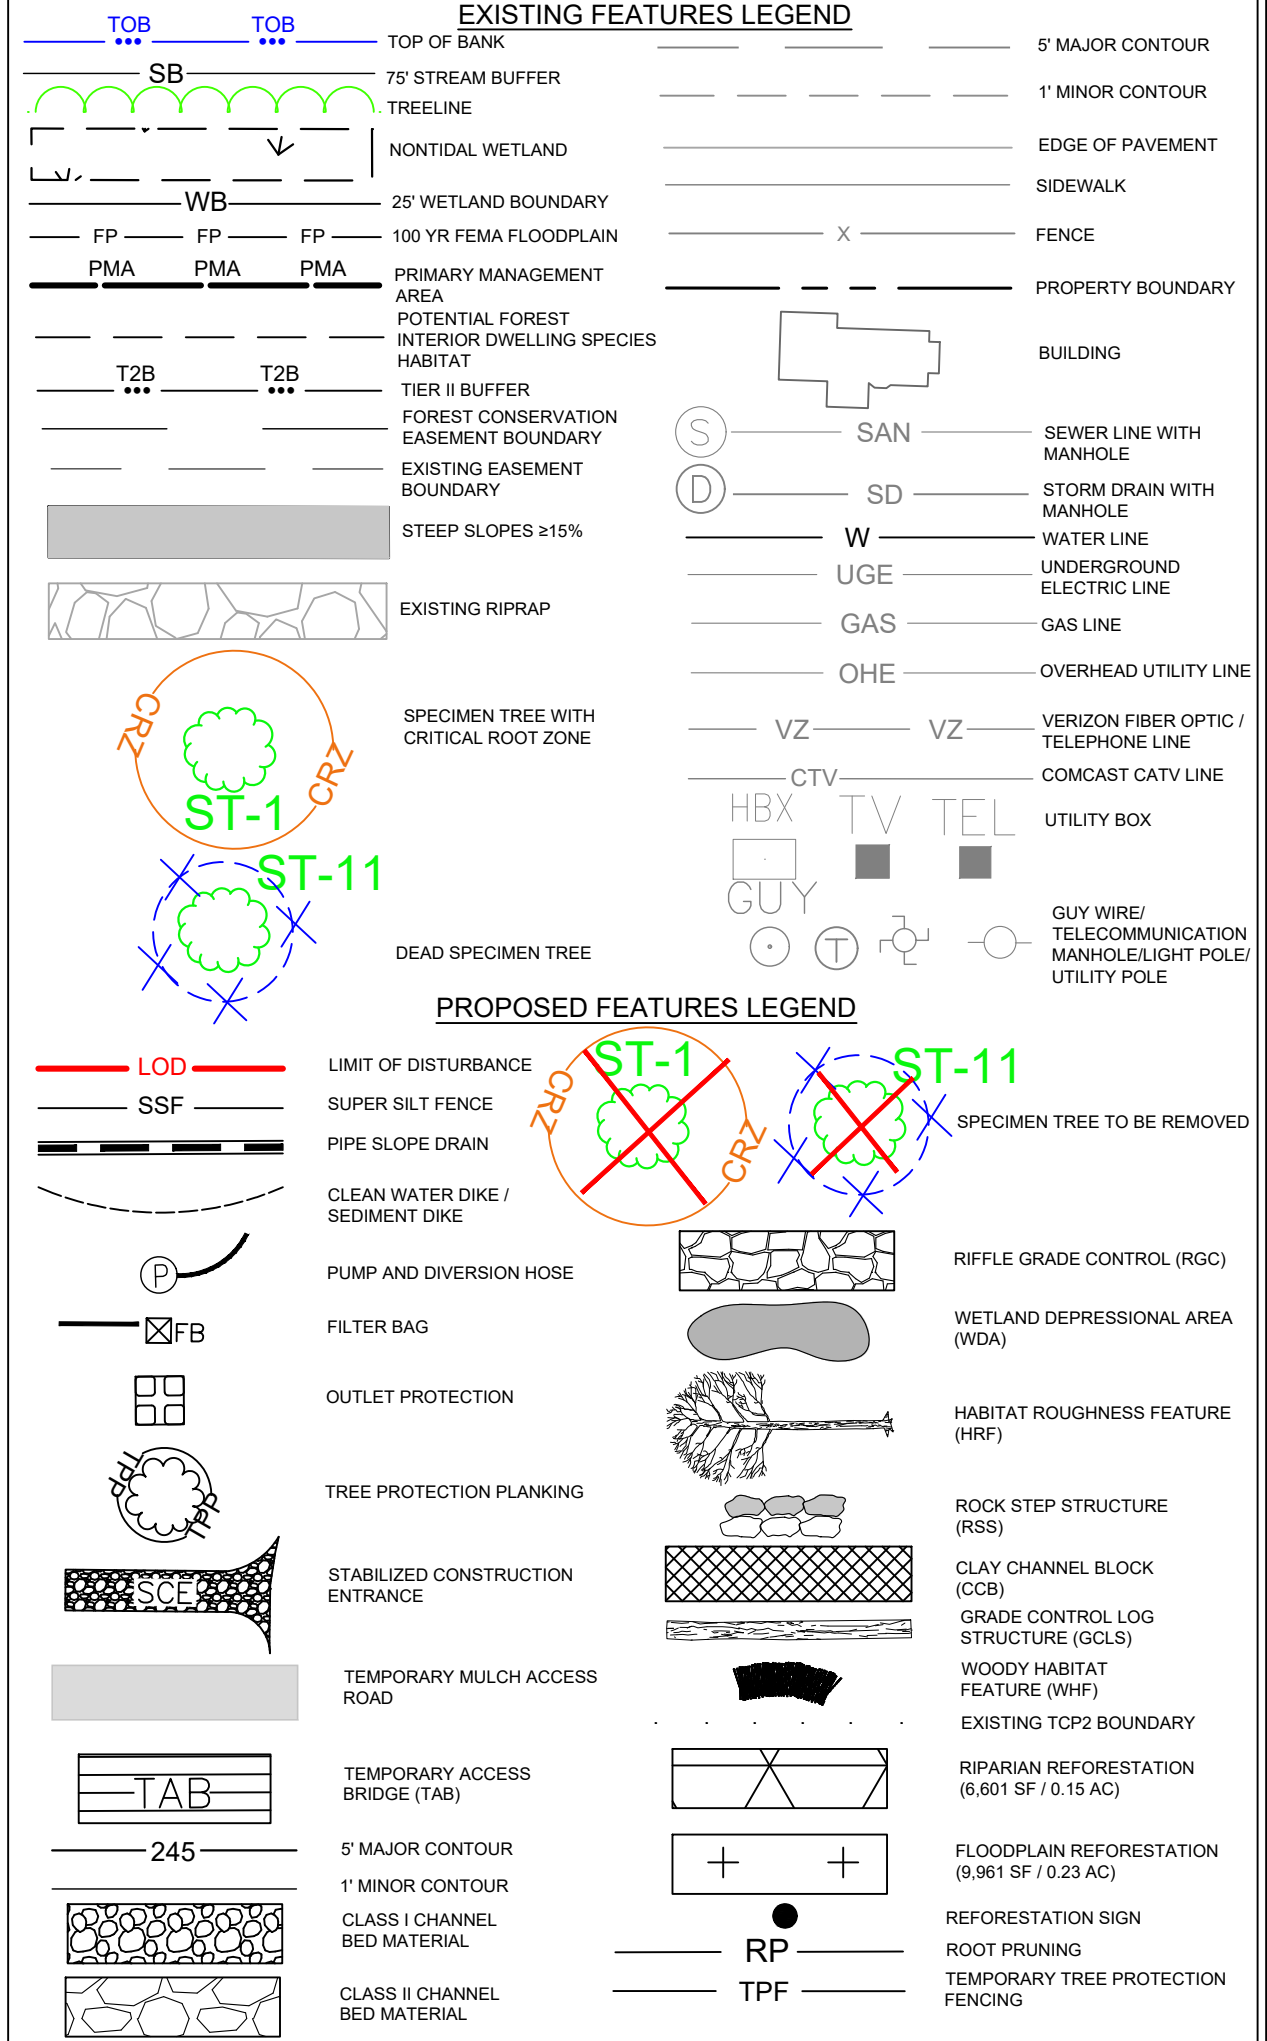 EXISTING FEATURES LEGEND
TOB TOB
TOP OF BANK
SB
75' STREAM BUFFER
TREELINE
NONTIDAL WETLAND
WB
25' WETLAND BOUNDARY
FP FP FP
100 YR FEMA FLOODPLAIN
PMA PMA PMA
PRIMARY MANAGEMENT
AREA
POTENTIAL FOREST
INTERIOR DWELLING SPECIES
HABITAT
T2B T2B
TIER II BUFFER
FOREST CONSERVATION
EASEMENT BOUNDARY
EXISTING EASEMENT
BOUNDARY
STEEP SLOPES ≥15%
EXISTING RIPRAP
CRZ
CRZ
ST-1
SPECIMEN TREE WITH
CRITICAL ROOT ZONE
ST-11
DEAD SPECIMEN TREE
5' MAJOR CONTOUR
1' MINOR CONTOUR
EDGE OF PAVEMENT
SIDEWALK
X
FENCE
PROPERTY BOUNDARY
BUILDING
S
SAN
SEWER LINE WITH
MANHOLE
D
SD
STORM DRAIN WITH
MANHOLE
W
WATER LINE
UGE
UNDERGROUND
ELECTRIC LINE
GAS
GAS LINE
OHE
OVERHEAD UTILITY LINE
VZ VZ
VERIZON FIBER OPTIC /
TELEPHONE LINE
CTV
COMCAST CATV LINE
HBX TV TEL
UTILITY BOX
GUY
T
GUY WIRE/
TELECOMMUNICATION
MANHOLE/LIGHT POLE/
UTILITY POLE
PROPOSED FEATURES LEGEND
LOD
LIMIT OF DISTURBANCE
SSF
SUPER SILT FENCE
PIPE SLOPE DRAIN
CLEAN WATER DIKE /
SEDIMENT DIKE
P
PUMP AND DIVERSION HOSE
FB
FILTER BAG
OUTLET PROTECTION
TPP
TPP
TREE PROTECTION PLANKING
SCE
STABILIZED CONSTRUCTION
ENTRANCE
TEMPORARY MULCH ACCESS
ROAD
TAB
TEMPORARY ACCESS
BRIDGE (TAB)
245
5' MAJOR CONTOUR
1' MINOR CONTOUR
CLASS I CHANNEL
BED MATERIAL
CLASS II CHANNEL
BED MATERIAL
ST-1
CRZ
CRZ
ST-11
SPECIMEN TREE TO BE REMOVED
RIFFLE GRADE CONTROL (RGC)
WETLAND DEPRESSIONAL AREA
(WDA)
HABITAT ROUGHNESS FEATURE
(HRF)
ROCK STEP STRUCTURE
(RSS)
CLAY CHANNEL BLOCK
(CCB)
GRADE CONTROL LOG
STRUCTURE (GCLS)
WOODY HABITAT
FEATURE (WHF)
EXISTING TCP2 BOUNDARY
RIPARIAN REFORESTATION
(6,601 SF / 0.15 AC)
FLOODPLAIN REFORESTATION
(9,961 SF / 0.23 AC)
REFORESTATION SIGN
RP
ROOT PRUNING
TPF
TEMPORARY TREE PROTECTION
FENCING